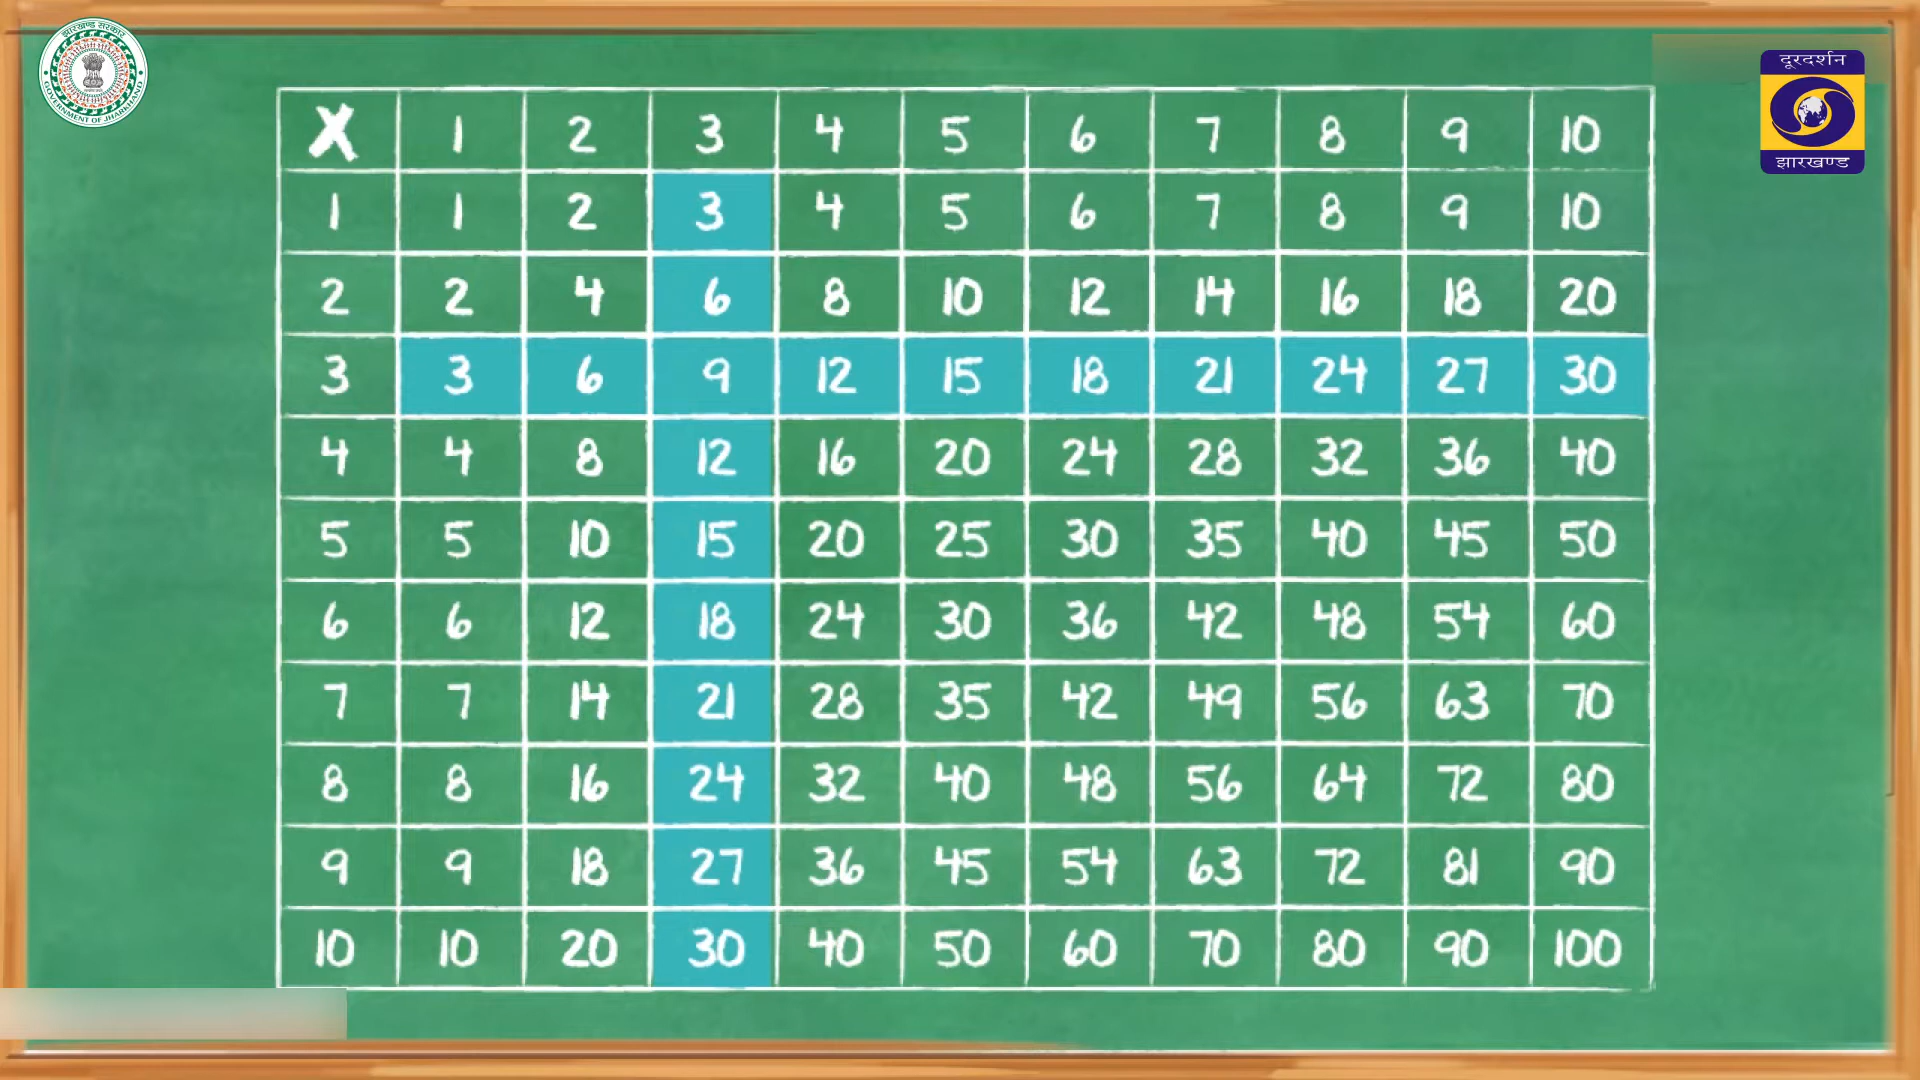 झारखण्ड सरकार
GOVERNMENT OF JHARKHAND
दूरदर्शन
झारखण्ड
X 1 2 3 4 5 6 7 8 9 10
1 1 2 3 4 5 6 7 8 9 10
2 2 4 6 8 10 12 14 16 18 20
3 3 6 9 12 15 18 21 24 27 30
4 4 8 12 16 20 24 28 32 36 40
5 5 10 15 20 25 30 35 40 45 50
6 6 12 18 24 30 36 42 48 54 60
7 7 14 21 28 35 42 49 56 63 70
8 8 16 24 32 40 48 56 64 72 80
9 9 18 27 36 45 54 63 72 81 90
10 10 20 30 40 50 60 70 80 90 100